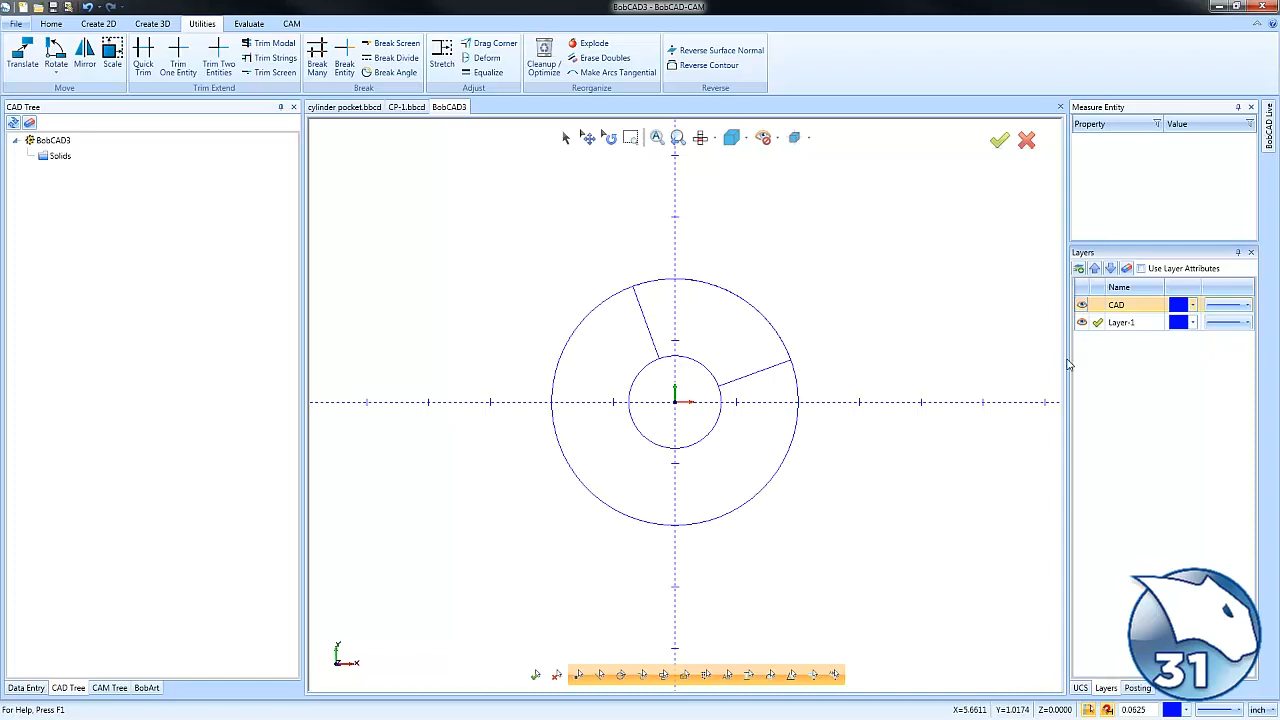 BobCAD3 - BobCAD-CAM
File Home Create 2D Create 3D Utilities Evaluate CAM
Translate Rotate Mirror Scale
Move
Quick Trim Trim One Entity Trim Two Entities Trim Modal Trim Strings Trim Screen
Trim Extend
Break Many Break Entity Break Screen Break Divide Break Angle
Break
Stretch Drag Corner Deform Equalize
Adjust
Cleanup / Optimize Explode Erase Doubles Make Arcs Tangential
Reorganize
Reverse Surface Normal Reverse Contour
Reverse
CAD Tree
BobCAD3
Solids
cylinder pocket.bbcd CP-1.bbcd BobCAD3
Measure Entity
Property Value
BobCAD Live
Layers
Use Layer Attributes
Name
CAD
Layer-1
Y
X
31
Data Entry CAD Tree CAM Tree BobArt
UCS Layers Posting
For Help, Press F1
X=5.6611 Y=1.0174 Z=0.0000 0.0625 inch